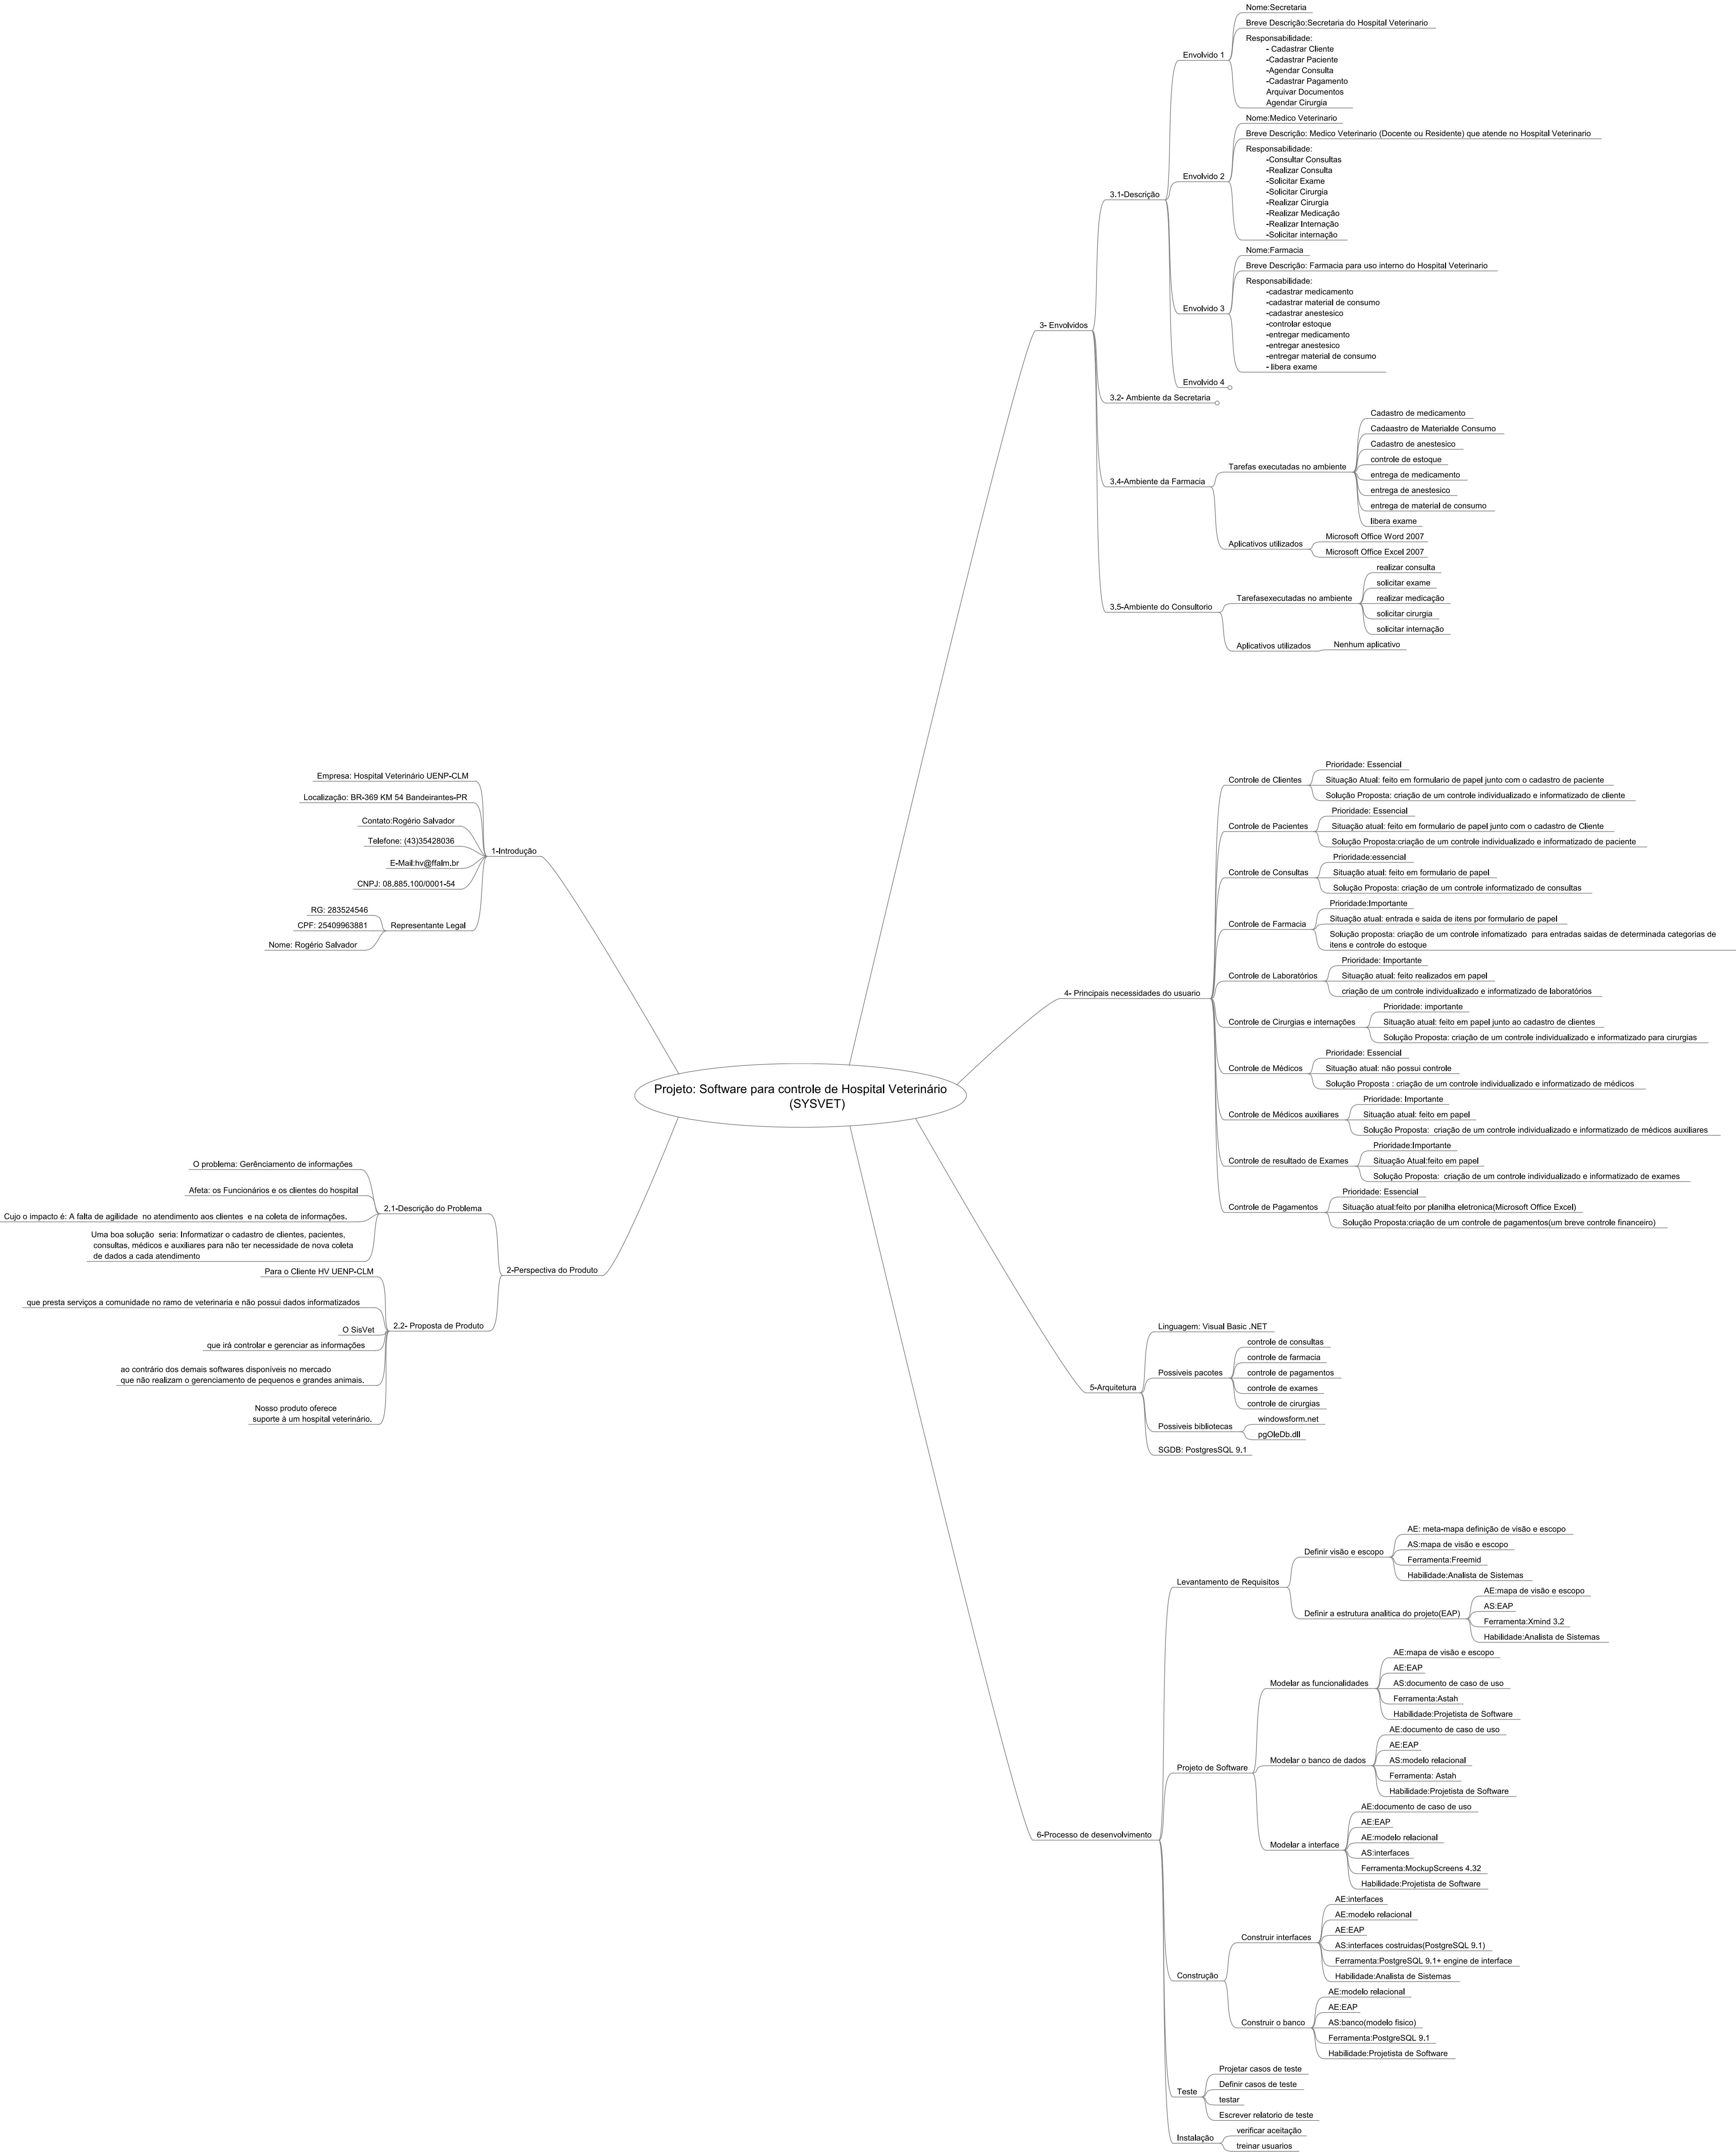 Projeto: Software para controle de Hospital Veterinário
(SYSVET)
1-Introdução
Empresa: Hospital Veterinário UENP-CLM
Localização: BR-369 KM 54 Bandeirantes-PR
Contato:Rogério Salvador
Telefone: (43)35428036
E-Mail:hv@ffalm.br
CNPJ: 08.885.100/0001-54
Representante Legal
RG: 283524546
CPF: 25409963881
Nome: Rogério Salvador
2-Perspectiva do Produto
2.1-Descrição do Problema
O problema: Gerênciamento de informações
Afeta: os Funcionários e os clientes do hospital
Cujo o impacto é: A falta de agilidade  no atendimento aos clientes  e na coleta de informações.
Uma boa solução  seria: Informatizar o cadastro de clientes, pacientes,
consultas, médicos e auxiliares para não ter necessidade de nova coleta
de dados a cada atendimento
2.2- Proposta de Produto
Para o Cliente HV UENP-CLM
que presta serviços a comunidade no ramo de veterinaria e não possui dados informatizados
O SisVet
que irá controlar e gerenciar as informações
ao contrário dos demais softwares disponíveis no mercado
que não realizam o gerenciamento de pequenos e grandes animais.
Nosso produto oferece
suporte á um hospital veterinário.
3- Envolvidos
3.1-Descrição
Envolvido 1
Nome:Secretaria
Breve Descrição:Secretaria do Hospital Veterinario
Responsabilidade:
- Cadastrar Cliente
-Cadastrar Paciente
-Agendar Consulta
-Cadastrar Pagamento
Arquivar Documentos
Agendar Cirurgia
Envolvido 2
Nome:Medico Veterinario
Breve Descrição: Medico Veterinario (Docente ou Residente) que atende no Hospital Veterinario
Responsabilidade:
-Consultar Consultas
-Realizar Consulta
-Solicitar Exame
-Solicitar Cirurgia
-Realizar Cirurgia
-Realizar Medicação
-Realizar Internação
-Solicitar internação
Envolvido 3
Nome:Farmacia
Breve Descrição: Farmacia para uso interno do Hospital Veterinario
Responsabilidade:
-cadastrar medicamento
-cadastrar material de consumo
-cadastrar anestesico
-controlar estoque
-entregar medicamento
-entregar anestesico
-entregar material de consumo
- libera exame
Envolvido 4
3.2- Ambiente da Secretaria
3.4-Ambiente da Farmacia
Tarefas executadas no ambiente
Cadastro de medicamento
Cadaastro de Materialde Consumo
Cadastro de anestesico
controle de estoque
entrega de medicamento
entrega de anestesico
entrega de material de consumo
libera exame
Aplicativos utilizados
Microsoft Office Word 2007
Microsoft Office Excel 2007
3.5-Ambiente do Consultorio
Tarefasexecutadas no ambiente
realizar consulta
solicitar exame
realizar medicação
solicitar cirurgia
solicitar internação
Aplicativos utilizados
Nenhum aplicativo
4- Principais necessidades do usuario
Controle de Clientes
Prioridade: Essencial
Situação Atual: feito em formulario de papel junto com o cadastro de paciente
Solução Proposta: criação de um controle individualizado e informatizado de cliente
Controle de Pacientes
Prioridade: Essencial
Situação atual: feito em formulario de papel junto com o cadastro de Cliente
Solução Proposta:criação de um controle individualizado e informatizado de paciente
Controle de Consultas
Prioridade:essencial
Situação atual: feito em formulario de papel
Solução Proposta: criação de um controle informatizado de consultas
Controle de Farmacia
Prioridade:Importante
Situação atual: entrada e saida de itens por formulario de papel
Solução proposta: criação de um controle infomatizado  para entradas saidas de determinada categorias de
itens e controle do estoque
Controle de Laboratórios
Prioridade: Importante
Situação atual: feito realizados em papel
criação de um controle individualizado e informatizado de laboratórios
Controle de Cirurgias e internações
Prioridade: importante
Situação atual: feito em papel junto ao cadastro de clientes
Solução Proposta: criação de um controle individualizado e informatizado para cirurgias
Controle de Médicos
Prioridade: Essencial
Situação atual: não possui controle
Solução Proposta : criação de um controle individualizado e informatizado de médicos
Controle de Médicos auxiliares
Prioridade: Importante
Situação atual: feito em papel
Solução Proposta:  criação de um controle individualizado e informatizado de médicos auxiliares
Controle de resultado de Exames
Prioridade:Importante
Situação Atual:feito em papel
Solução Proposta:  criação de um controle individualizado e informatizado de exames
Controle de Pagamentos
Prioridade: Essencial
Situação atual:feito por planilha eletronica(Microsoft Office Excel)
Solução Proposta:criação de um controle de pagamentos(um breve controle financeiro)
5-Arquitetura
Linguagem: Visual Basic .NET
Possiveis pacotes
controle de consultas
controle de farmacia
controle de pagamentos
controle de exames
controle de cirurgias
Possiveis bibliotecas
windowsform.net
pgOleDb.dll
SGDB: PostgresSQL 9.1
6-Processo de desenvolvimento
Levantamento de Requisitos
Definir visão e escopo
AE: meta-mapa definição de visão e escopo
AS:mapa de visão e escopo
Ferramenta:Freemid
Habilidade:Analista de Sistemas
Definir a estrutura analitica do projeto(EAP)
AE:mapa de visão e escopo
AS:EAP
Ferramenta:Xmind 3.2
Habilidade:Analista de Sistemas
Projeto de Software
Modelar as funcionalidades
AE:mapa de visão e escopo
AE:EAP
AS:documento de caso de uso
Ferramenta:Astah
Habilidade:Projetista de Software
Modelar o banco de dados
AE:documento de caso de uso
AE:EAP
AS:modelo relacional
Ferramenta: Astah
Habilidade:Projetista de Software
Modelar a interface
AE:documento de caso de uso
AE:EAP
AE:modelo relacional
AS:interfaces
Ferramenta:MockupScreens 4.32
Habilidade:Projetista de Software
Construção
Construir interfaces
AE:interfaces
AE:modelo relacional
AE:EAP
AS:interfaces costruidas(PostgreSQL 9.1)
Ferramenta:PostgreSQL 9.1+ engine de interface
Habilidade:Analista de Sistemas
Construir o banco
AE:modelo relacional
AE:EAP
AS:banco(modelo fisico)
Ferramenta:PostgreSQL 9.1
Habilidade:Projetista de Software
Teste
Projetar casos de teste
Definir casos de teste
testar
Escrever relatorio de teste
Instalação
verificar aceitação
treinar usuarios